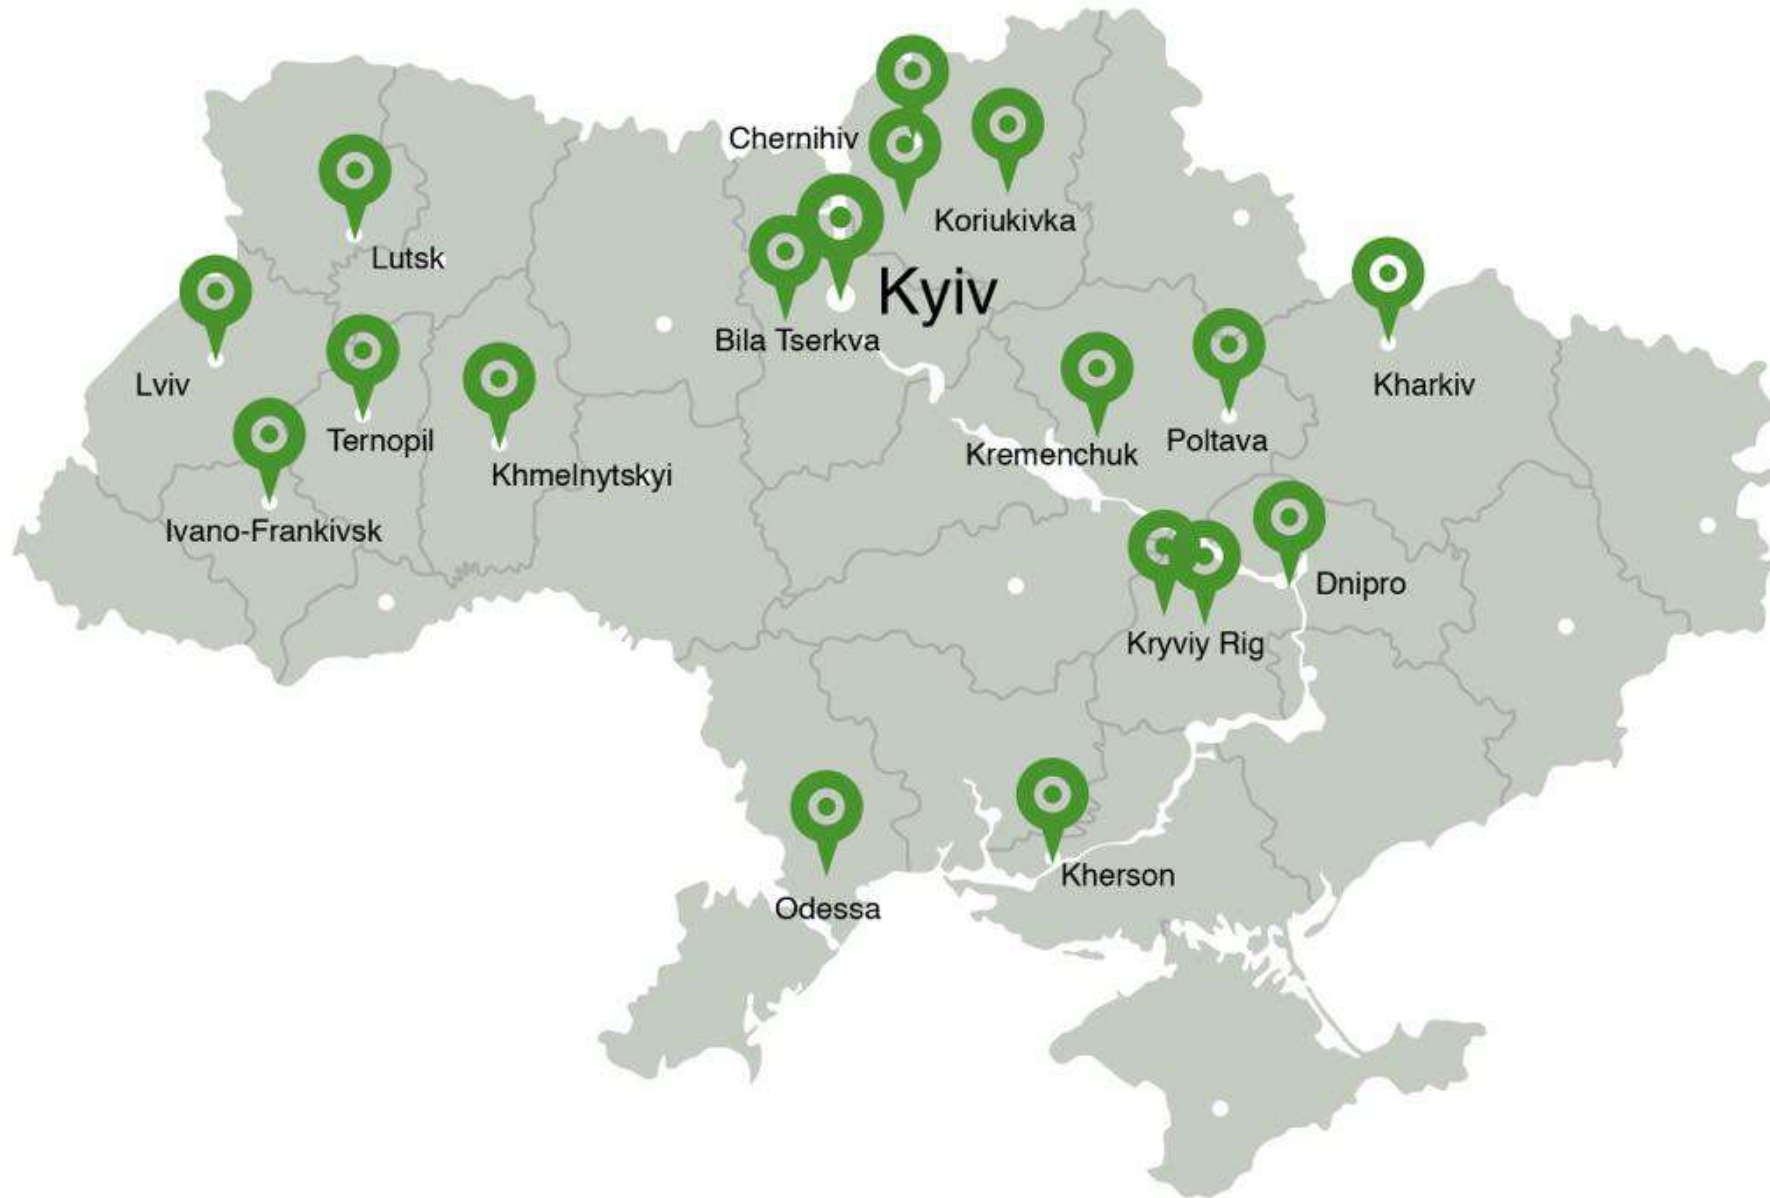 Chernihiv
Koriukivka
Lutsk
Kyiv
Bila Tserkva
Lviv
Kharkiv
Ternopil
Poltava
Kremenchuk
Khmelnytskyi
Ivano-Frankivsk
Dnipro
Kryviy Rig
Kherson
Odessa